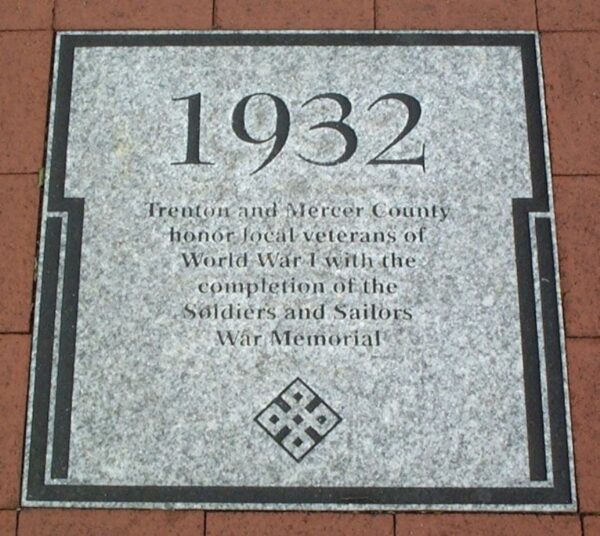 1932
Trenton and Mercer County
honor local veterans of
World War I with the
completion of the
Soldiers and Sailors
War Memorial